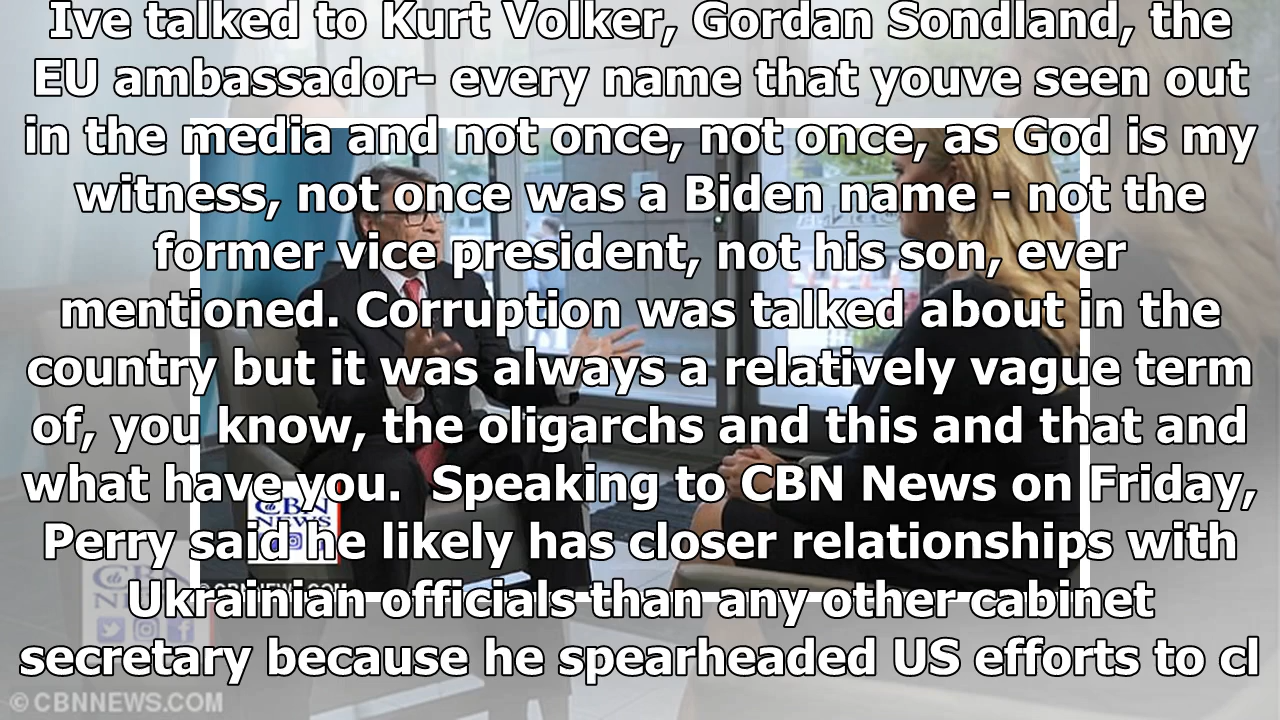 Ive talked to Kurt Volker, Gordan Sondland, the
EU ambassador- every name that youve seen out
in the media and not once, not once, as God is my
witness, not once was a Biden name - not the
former vice president, not his son, ever
mentioned. Corruption was talked about in the
country but it was always a relatively vague term
of, you know, the oligarchs and this and that and
what have you.  Speaking to CBN News on Friday,
Perry said he likely has closer relationships with
Ukrainian officials than any other cabinet
secretary because he spearheaded US efforts to cl
CBN
NEWS
© CBNNEWS.COM